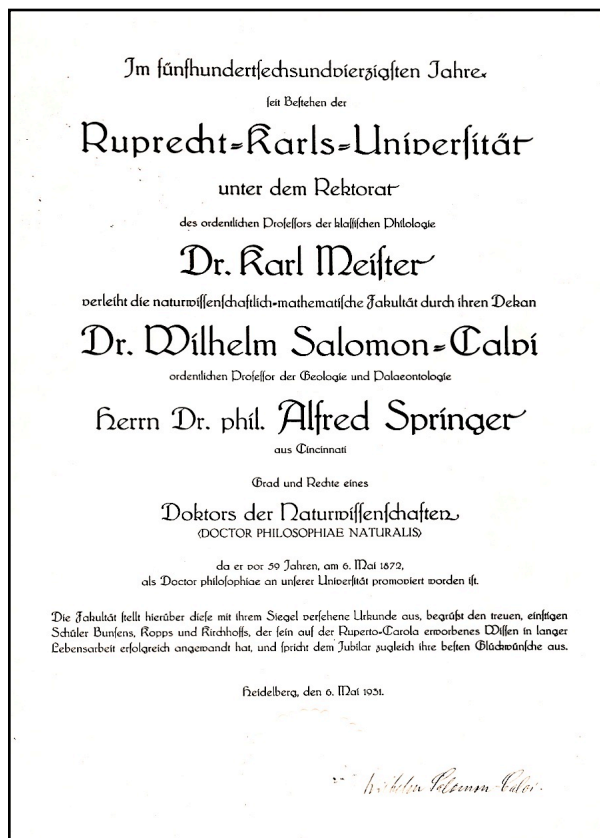 Im fünfhundertsechsundvierzigsten Jahre
seit Bestehen der
Ruprecht-Karls-Universität
unter dem Rektorat
des ordentlichen Professors der klassischen Philologie
Dr. Karl Meister
verleiht die naturwissenschaftlich-mathematische Fakultät durch ihren Dekan
Dr. Wilhelm Salomon-Calvi
ordentlichen Professor der Geologie und Palaeontologie
Herrn Dr. phil. Alfred Springer
aus Cincinnati
Grad und Rechte eines
Doktors der Naturwissenschaften
(DOCTOR PHILOSOPHIAE NATURALIS)
da er vor 59 Jahren, am 6. Mai 1872,
als Doctor philosophiae an unserer Universität promoviert worden ist.
Die Fakultät stellt hierüber diese mit ihrem Siegel versehene Urkunde aus, begrüßt den treuen, einstigen
Schüler Bunsens, Kopps und Kirchhoffs, der sein auf der Ruperto-Carola erworbenes Wissen in langer
Lebensarbeit erfolgreich angewandt hat, und spricht dem Jubilar zugleich ihre besten Glückwünsche aus.
Heidelberg, den 6. Mai 1931.
Wilhelm Salomon-Calvi.